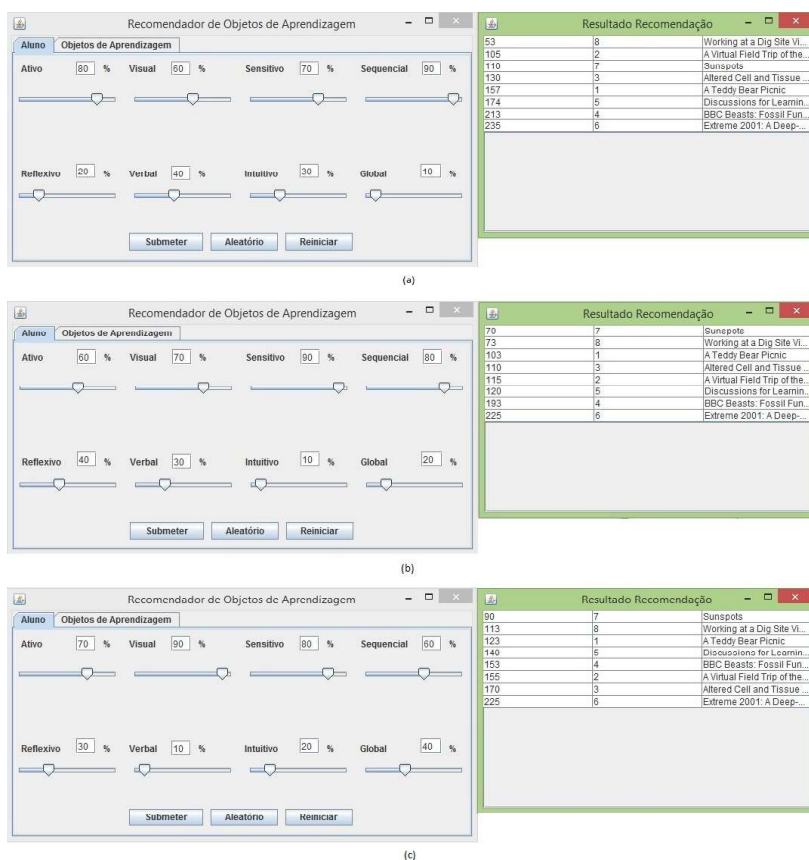 Recomendador de Objetos de Aprendizagem
Aluno Objetos de Aprendizagem
Ativo 80 % Visual 60 % Sensitivo 70 % Sequencial 90 %
Reflexivo 20 % Verbal 40 % Intuitivo 30 % Global 10 %
Submeter Aleatório Reiniciar
Resultado Recomendação
53 8 Working at a Dig Site Vi...
105 2 A Virtual Field Trip of the...
110 7 Sunspots
130 3 Altered Cell and Tissue ...
157 1 A Teddy Bear Picnic
174 5 Discussions for Learnin...
213 4 BBC Beasts: Fossil Fun...
235 6 Extreme 2001: A Deep-...
(a)
Recomendador de Objetos de Aprendizagem
Aluno Objetos de Aprendizagem
Ativo 60 % Visual 70 % Sensitivo 90 % Sequencial 80 %
Reflexivo 40 % Verbal 30 % Intuitivo 10 % Global 20 %
Submeter Aleatório Reiniciar
Resultado Recomendação
70 7 Sunspots
73 8 Working at a Dig Site Vi...
103 1 A Teddy Bear Picnic
110 3 Altered Cell and Tissue ...
115 2 A Virtual Field Trip of the...
120 5 Discussions for Learnin...
193 4 BBC Beasts: Fossil Fun...
225 6 Extreme 2001: A Deep-...
(b)
Recomendador de Objetos de Aprendizagem
Aluno Objetos de Aprendizagem
Ativo 70 % Visual 90 % Sensitivo 80 % Sequencial 60 %
Reflexivo 30 % Verbal 10 % Intuitivo 20 % Global 40 %
Submeter Aleatório Reiniciar
Resultado Recomendação
90 7 Sunspots
113 8 Working at a Dig Site Vi...
123 1 A Teddy Bear Picnic
140 5 Discussions for Learnin...
153 4 BBC Beasts: Fossil Fun...
155 2 A Virtual Field Trip of the...
170 3 Altered Cell and Tissue ...
225 6 Extreme 2001: A Deep-...
(c)